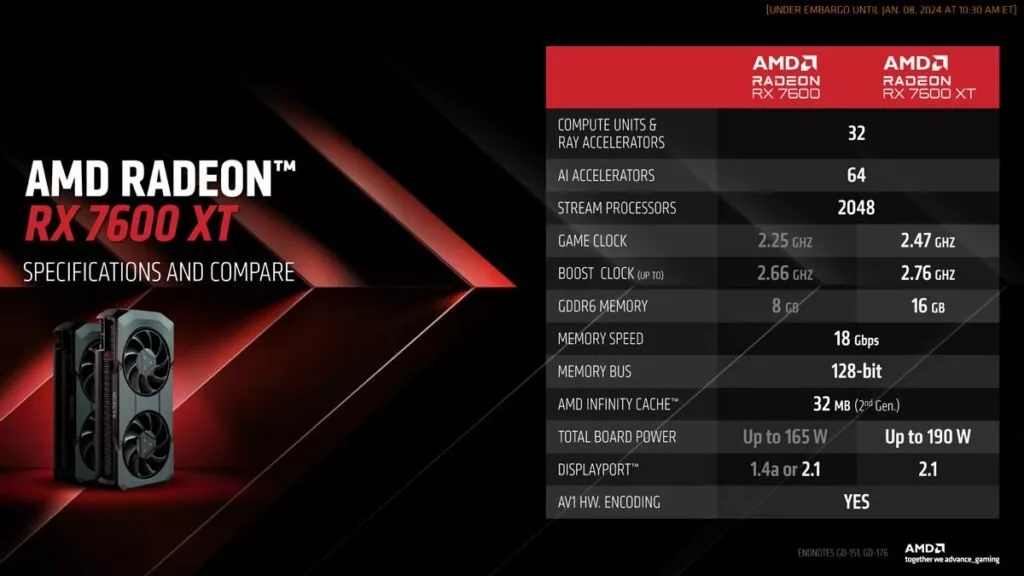 [UNDER EMBARGO UNTIL JAN. 08, 2024 AT 10:30 AM ET]
AMD RADEON™
RX 7600 XT
SPECIFICATIONS AND COMPARE
AMD AMD
RADEON RADEON
RX 7600 RX 7600 XT
COMPUTE UNITS &
RAY ACCELERATORS 32
AI ACCELERATORS 64
STREAM PROCESSORS 2048
GAME CLOCK 2.25 GHZ 2.47 GHZ
BOOST CLOCK (UP TO) 2.66 GHZ 2.76 GHZ
GDDR6 MEMORY 8 GB 16 GB
MEMORY SPEED 18 Gbps
MEMORY BUS 128-bit
AMD INFINITY CACHE™ 32 MB (2nd Gen.)
TOTAL BOARD POWER Up to 165 W Up to 190 W
DISPLAYPORT™ 1.4a or 2.1 2.1
AV1 HW. ENCODING YES
RADEON
ENDNOTES GD-151, GD-176
AMD
together we advance_gaming